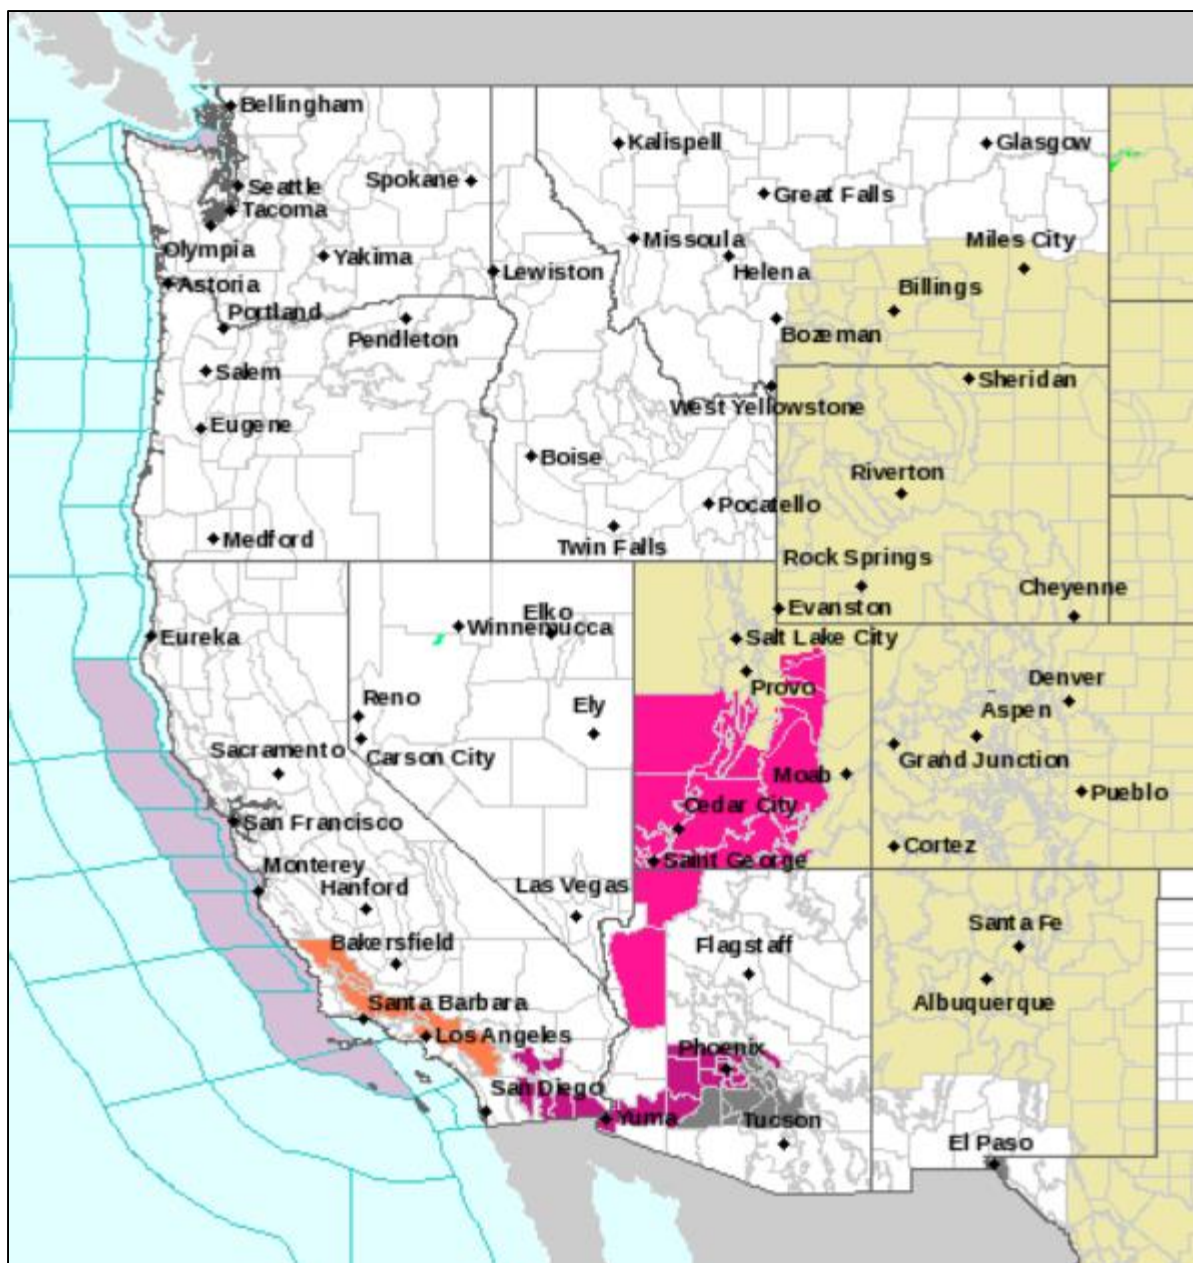 Bellingham
Kalispell
Glasgow
Spokane
Seattle
Great Falls
Tacoma
Olympia
Yakima
Missoula
Helena
Miles City
Lewiston
Astoria
Billings
Portland
Pendleton
Bozeman
Salem
Sheridan
West Yellowstone
Eugene
Boise
Riverton
Pocatello
Medford
Twin Falls
Rock Springs
Cheyenne
Evanston
Elko
Winnemucca
Eureka
Salt Lake City
Provo
Denver
Reno
Ely
Aspen
Sacramento
Carson City
Grand Junction
Moab
Pueblo
Cedar City
San Francisco
Cortez
Saint George
Monterey
Hanford
Las Vegas
Santa Fe
Bakersfield
Flagstaff
Albuquerque
Santa Barbara
Los Angeles
Phoenix
San Diego
Yuma
Tucson
El Paso